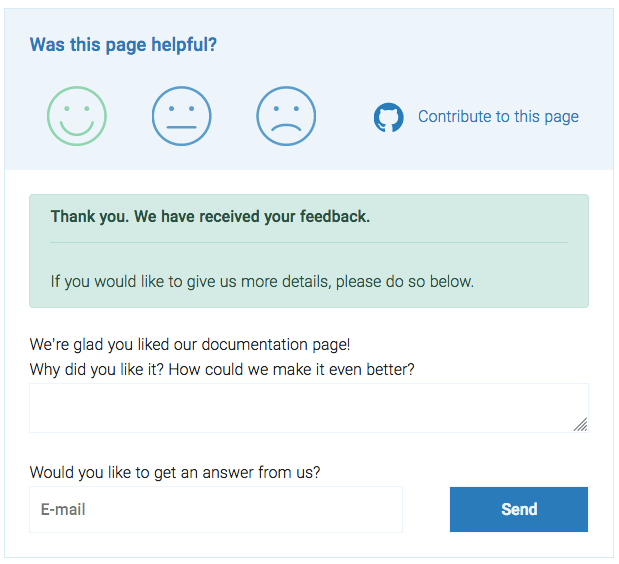 Was this page helpful?
Contribute to this page
Thank you. We have received your feedback.
If you would like to give us more details, please do so below.
We're glad you liked our documentation page!
Why did you like it? How could we make it even better?
Would you like to get an answer from us?
E-mail
Send